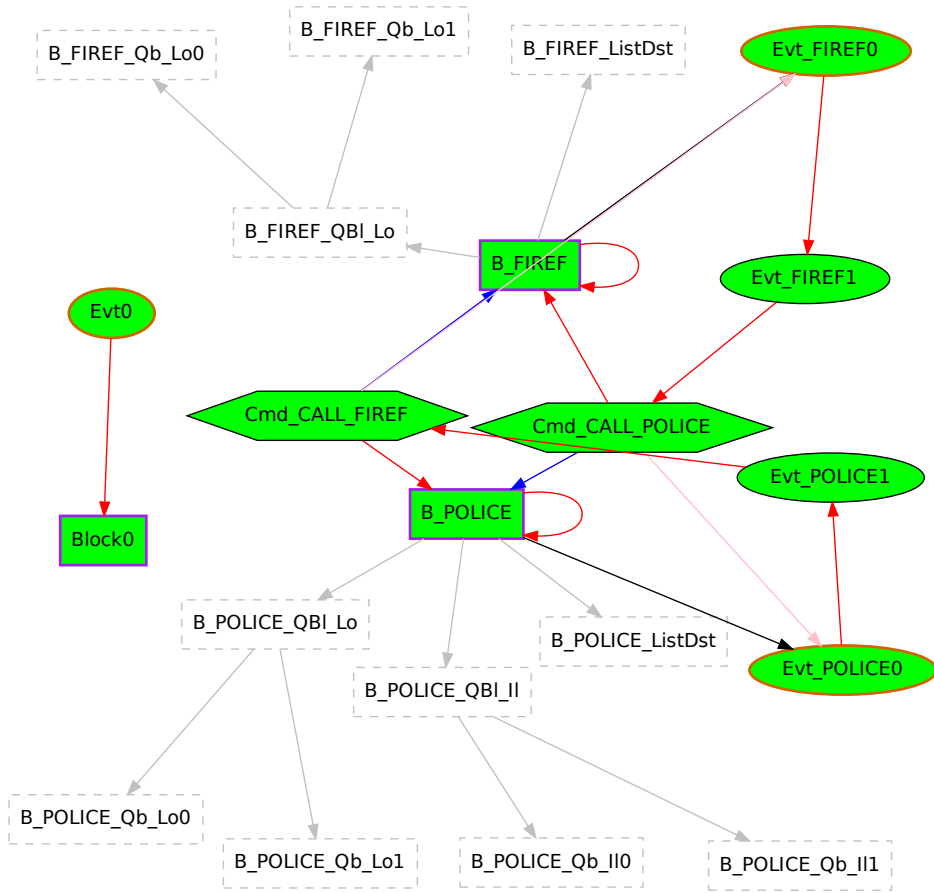 B_FIREF_Qb_Lo0
B_FIREF_Qb_Lo1
B_FIREF_ListDst
Evt_FIREF0
B_FIREF_QBl_Lo
B_FIREF
Evt_FIREF1
Evt0
Cmd_CALL_FIREF
Cmd_CALL_POLICE
Evt_POLICE1
B_POLICE
Block0
B_POLICE_QBl_Lo
B_POLICE_ListDst
Evt_POLICE0
B_POLICE_QBl_Il
B_POLICE_Qb_Lo0
B_POLICE_Qb_Lo1
B_POLICE_Qb_Il0
B_POLICE_Qb_Il1